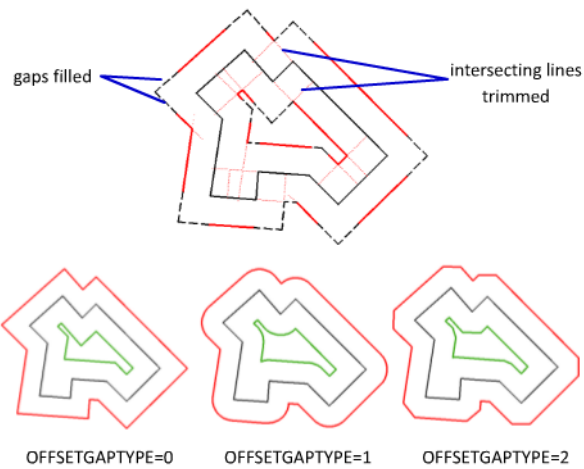 gaps filled
intersecting lines
trimmed
OFFSETGAPTYPE=0
OFFSETGAPTYPE=1
OFFSETGAPTYPE=2